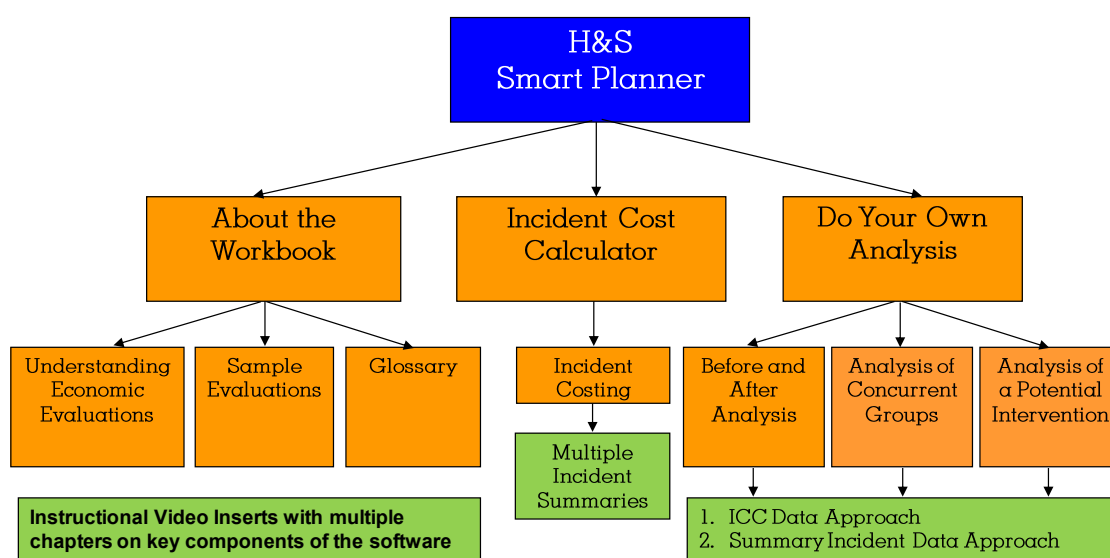 H&S
Smart Planner
About the
Workbook
Incident Cost
Calculator
Do Your Own
Analysis
Understanding
Economic
Evaluations
Sample
Evaluations
Glossary
Incident
Costing
Before and
After
Analysis
Analysis of
Concurrent
Groups
Analysis of
a Potential
Intervention
Multiple
Incident
Summaries
Instructional Video Inserts with multiple
chapters on key components of the software
1. ICC Data Approach
2. Summary Incident Data Approach